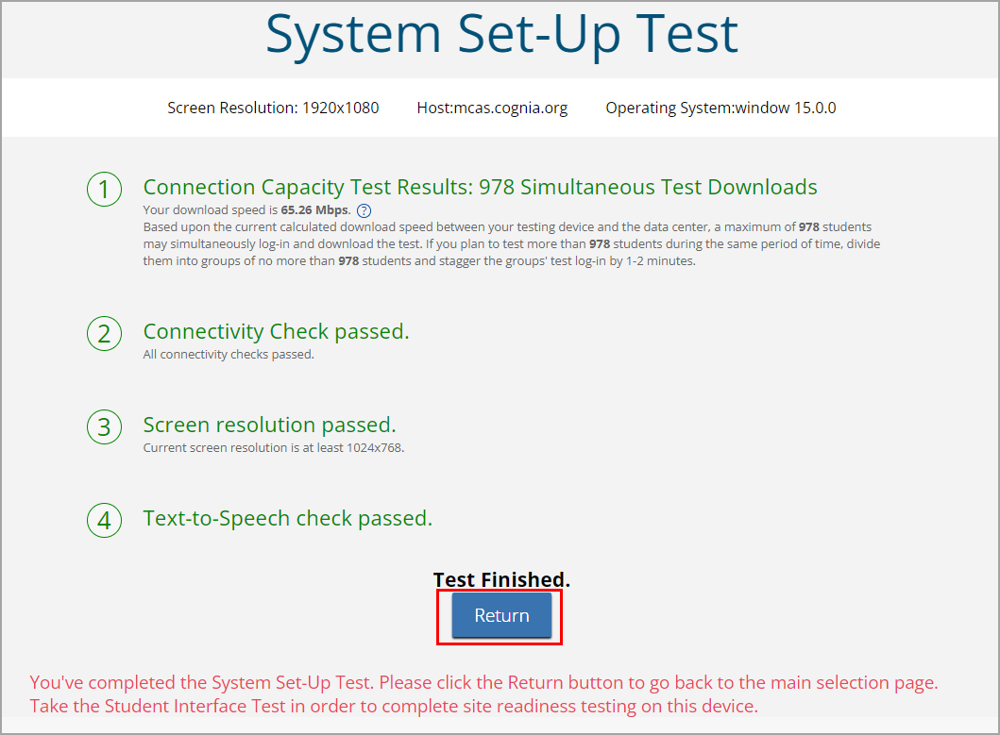 System Set-Up Test
Screen Resolution: 1920x1080 Host:mcas.cognia.org Operating System:window 15.0.0
1 Connection Capacity Test Results: 978 Simultaneous Test Downloads
Your download speed is 65.26 Mbps. ?
Based upon the current calculated download speed between your testing device and the data center, a maximum of 978 students
may simultaneously log-in and download the test. If you plan to test more than 978 students during the same period of time, divide
them into groups of no more than 978 students and stagger the groups' test log-in by 1-2 minutes.
2 Connectivity Check passed.
All connectivity checks passed.
3 Screen resolution passed.
Current screen resolution is at least 1024x768.
4 Text-to-Speech check passed.
Test Finished.
Return
You've completed the System Set-Up Test. Please click the Return button to go back to the main selection page.
Take the Student Interface Test in order to complete site readiness testing on this device.